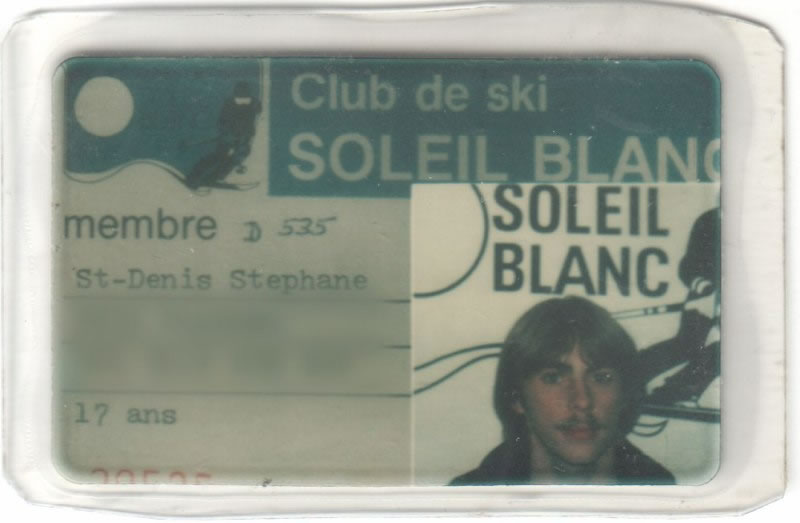 Club de ski
SOLEIL BLANC
membre D 535
St-Denis Stephane
17 ans
SOLEIL
BLANC